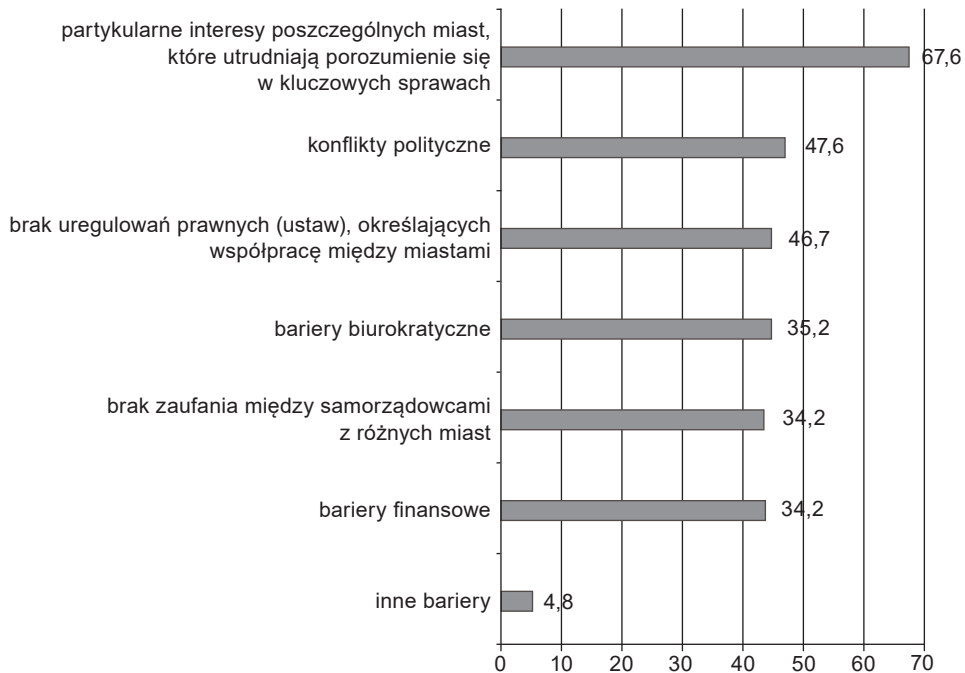 partykularne interesy poszczególnych miast,
które utrudniają porozumienie się
w kluczowych sprawach
67,6
konflikty polityczne
47,6
brak uregulowań prawnych (ustaw), określających
współpracę między miastami
46,7
bariery biurokratyczne
35,2
brak zaufania między samorządowcami
z różnych miast
34,2
bariery finansowe
34,2
inne bariery
4,8
0 10 20 30 40 50 60 70